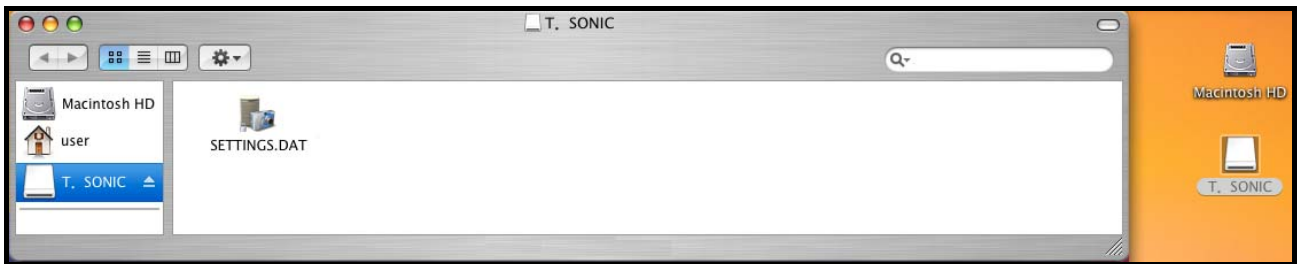 T. SONIC
Macintosh HD
user
T. SONIC
SETTINGS.DAT
Macintosh HD
T. SONIC